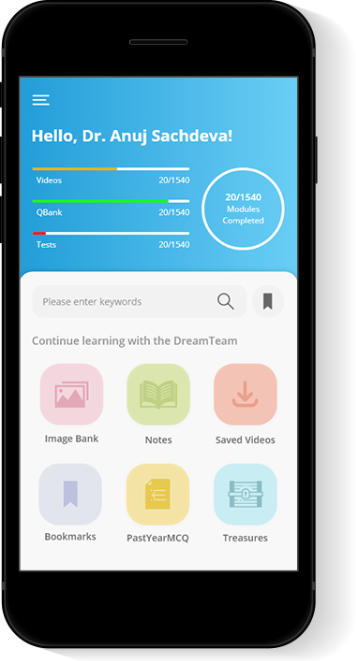 Hello, Dr. Anuj Sachdeva!
Videos 20/1540
QBank 20/1540
Tests 20/1540
20/1540
Modules
Completed
Please enter keywords
Continue learning with the DreamTeam
Image Bank
Notes
Saved Videos
Bookmarks
PastYearMCQ
Treasures